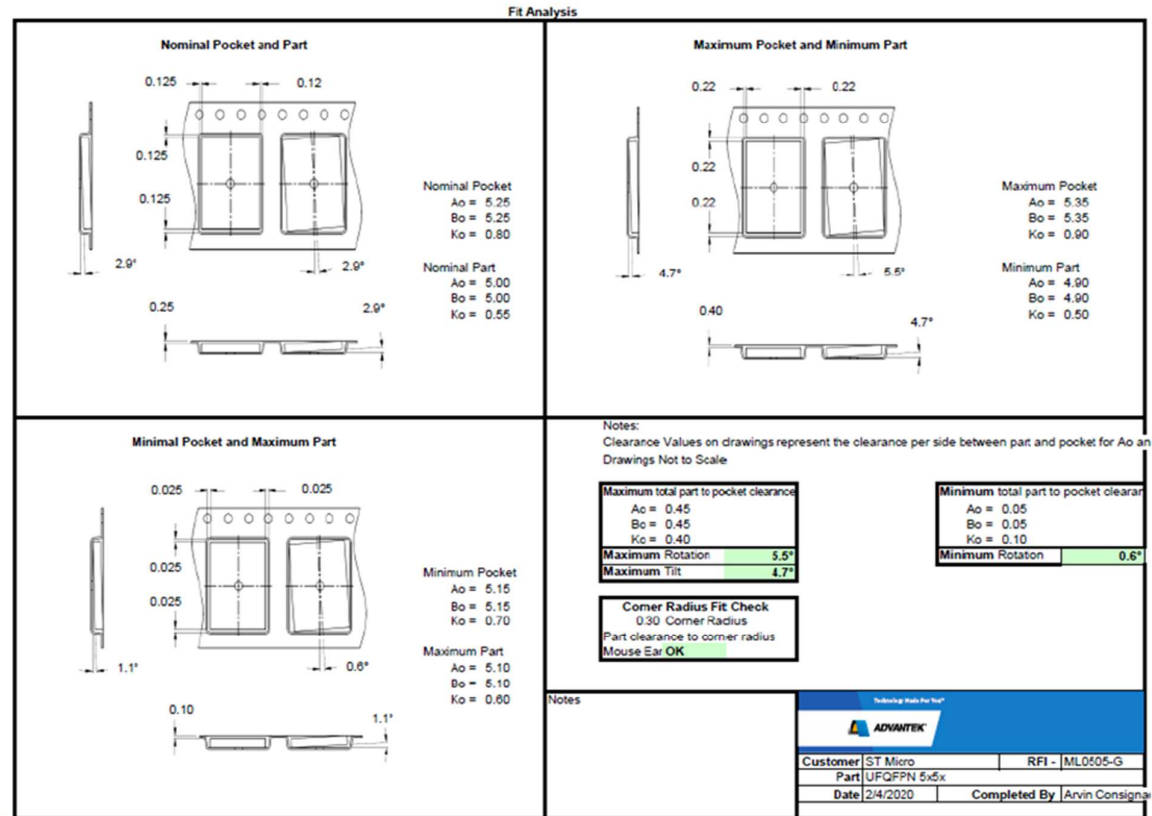 Fit Analysis
Nominal Pocket and Part
0.125
0.12
0.125
0.125
2.9°
2.9°
0.25
2.9°
Nominal Pocket
Ao = 5.25
Bo = 5.25
Ko = 0.80
Nominal Part
Ao = 5.00
Bo = 5.00
Ko = 0.55
Maximum Pocket and Minimum Part
0.22
0.22
0.22
0.22
4.7°
5.5°
0.40
4.7°
Maximum Pocket
Ao = 5.35
Bo = 5.35
Ko = 0.90
Minimum Part
Ao = 4.90
Bo = 4.90
Ko = 0.50
Minimal Pocket and Maximum Part
0.025
0.025
0.025
0.025
1.1°
0.6°
0.10
1.1°
Minimum Pocket
Ao = 5.15
Bo = 5.15
Ko = 0.70
Maximum Part
Ao = 5.10
Bo = 5.10
Ko = 0.60
Notes:
Clearance Values on drawings represent the clearance per side between part and pocket for Ao an
Drawings Not to Scale
Maximum total part to pocket clearance
Ao = 0.45
Bo = 0.45
Ko = 0.40
Maximum Rotation 5.5°
Maximum Tilt 4.7°
Minimum total part to pocket clearar
Ao = 0.05
Bo = 0.05
Ko = 0.10
Minimum Rotation 0.6°
Corner Radius Fit Check
0.30 Corner Radius
Part clearance to corner radius
Mouse Ear OK
Notes
Technology Made For You
ADVANTEK
Customer ST Micro RFI - ML0505-G
Part UFQFPN 5x5x
Date 2/4/2020 Completed By Arvin Consigna